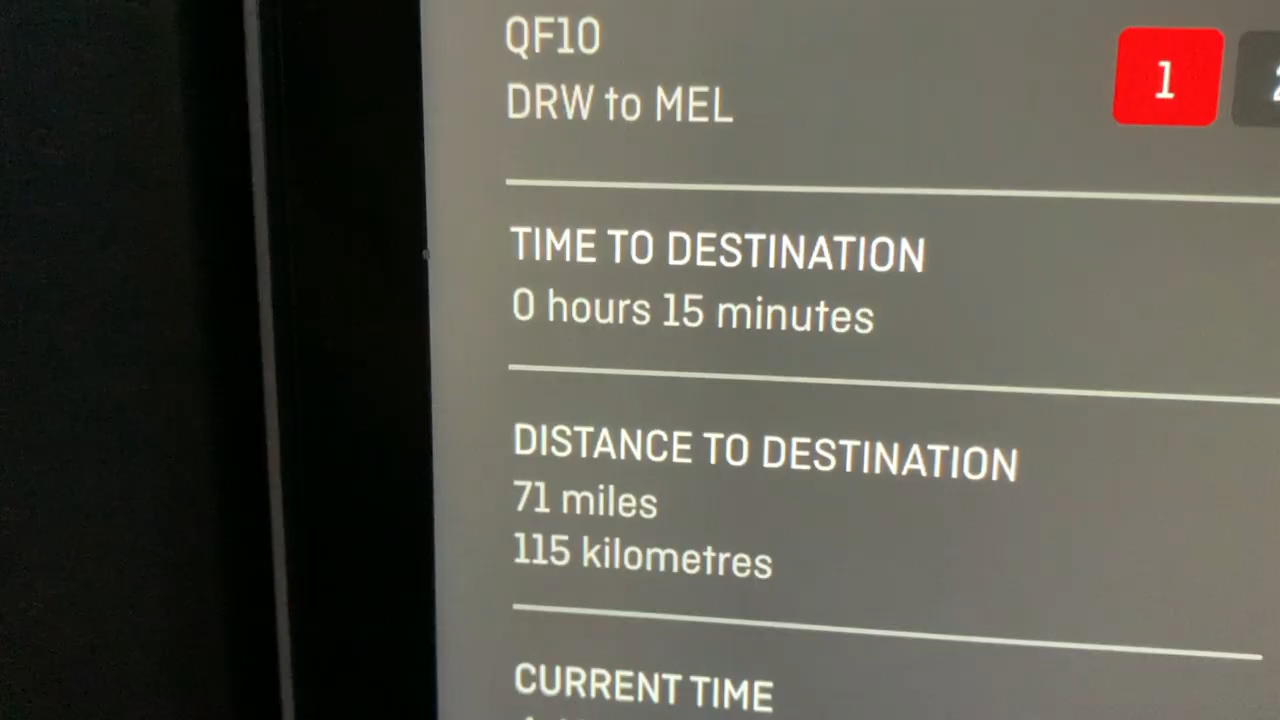 QF10
1
DRW to MEL
TIME TO DESTINATION
0 hours 15 minutes
DISTANCE TO DESTINATION
71 miles
115 kilometres
CURRENT TIME